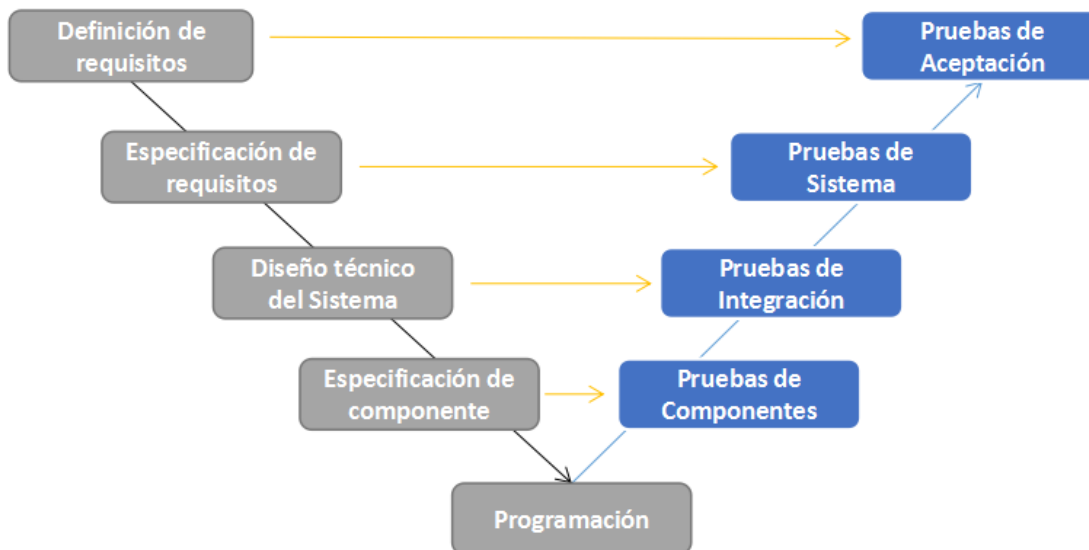 Definición de
requisitos
Pruebas de
Aceptación
Especificación de
requisitos
Pruebas de
Sistema
Diseño técnico
del Sistema
Pruebas de
Integración
Especificación de
componente
Pruebas de
Componentes
Programación